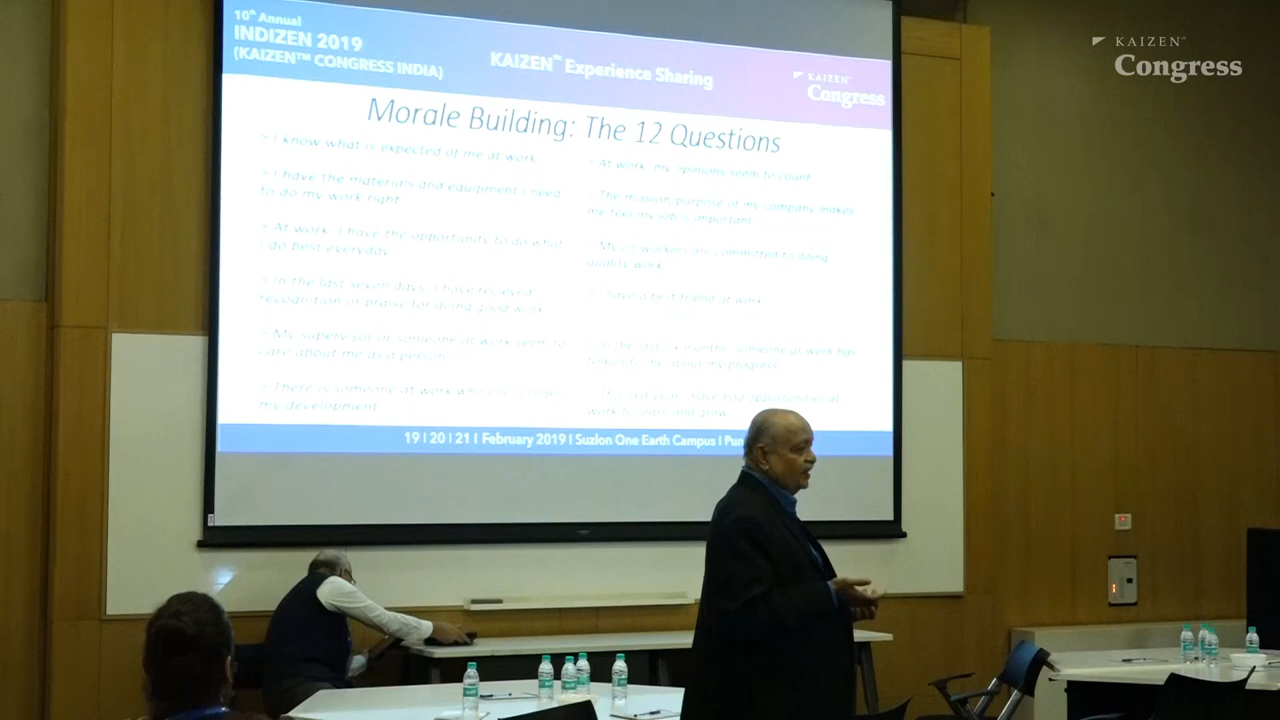 10th Annual
INDIZEN 2019
(KAIZEN™ CONGRESS INDIA)
KAIZEN™ Experience Sharing
KAIZEN™
Congress
Morale Building: The 12 Questions
I know what is expected of me at work
I have the materials and equipment I need
to do my work right
At work, I have the opportunity to do what
I do best everyday
In the last seven days, I have recieved
recognition or praise for doing good work
My supervisor or someone at work seem to
care about me as a person
There is someone at work who encourages
my development
At work, my opinions seem to count
The mission/purpose of my company makes
me feel my job is important
My co-workers are committed to doing
quality work
I have a best friend at work
In the last six months, someone at work has
talked to me about my progress
This last year, I have had opportunities at
work to learn and grow
19 | 20 | 21 | February 2019 | Suzlon One Earth Campus |
KAIZEN™
Congress